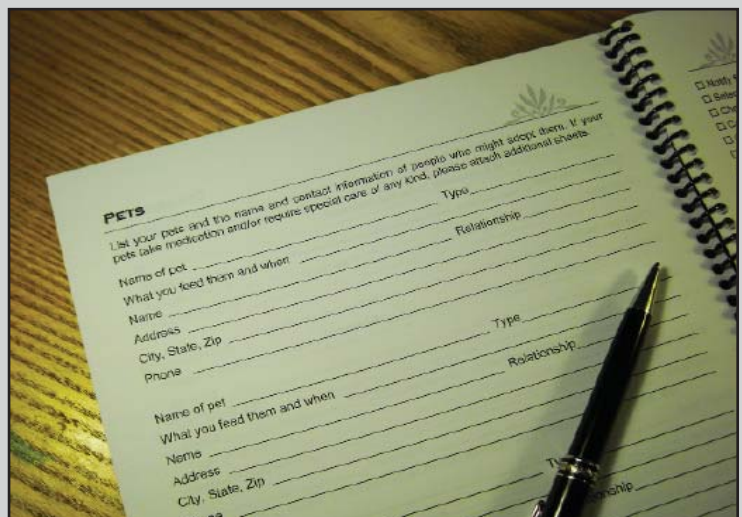 PETS
List your pets and the name and contact information of people who might adopt them. If your
pets take medication and/or require special care of any kind, please attach additional sheets.
Name of pet Type
What you feed them and when
Name Relationship
Address
City, State, Zip
Phone
Name of pet Type
What you feed them and when
Name Relationship
Address
City, State, Zip
Notify